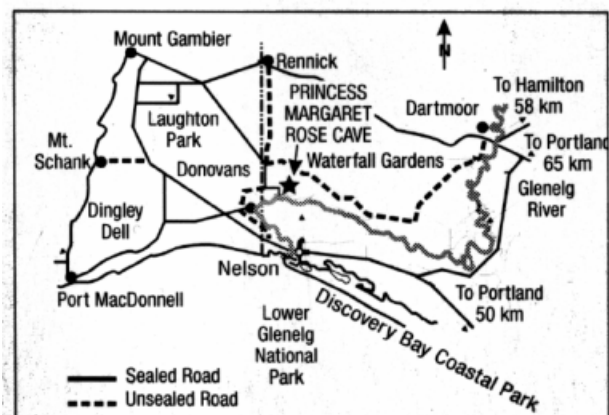 Mount Gambier
Rennick
N
PRINCESS
MARGARET
ROSE CAVE
Dartmoor
To Hamilton
58 km
Laughton
Park
To Portland
65 km
Mt.
Schank
Donovans
Waterfall Gardens
Glenelg
River
Dingley
Dell
Nelson
To Portland
50 km
Port MacDonnell
Lower
Glenelg
National
Park
Discovery Bay Coastal Park
Sealed Road
Unsealed Road